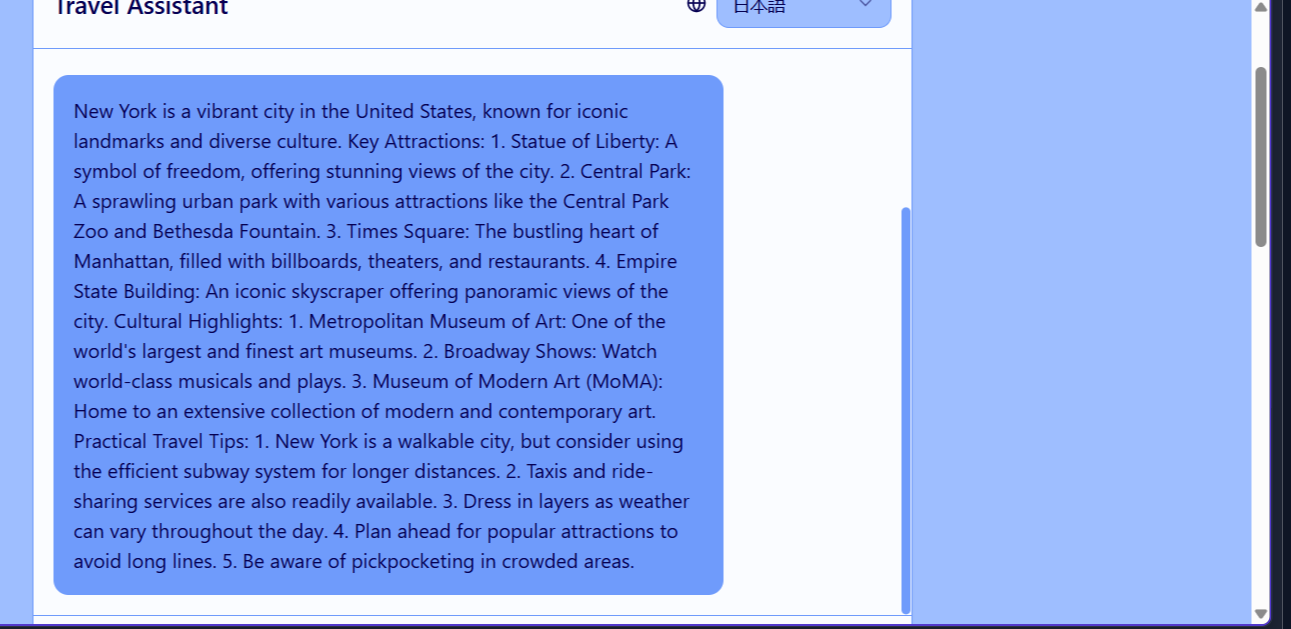 Travel Assistant
日本語
New York is a vibrant city in the United States, known for iconic
landmarks and diverse culture. Key Attractions: 1. Statue of Liberty: A
symbol of freedom, offering stunning views of the city. 2. Central Park:
A sprawling urban park with various attractions like the Central Park
Zoo and Bethesda Fountain. 3. Times Square: The bustling heart of
Manhattan, filled with billboards, theaters, and restaurants. 4. Empire
State Building: An iconic skyscraper offering panoramic views of the
city. Cultural Highlights: 1. Metropolitan Museum of Art: One of the
world's largest and finest art museums. 2. Broadway Shows: Watch
world-class musicals and plays. 3. Museum of Modern Art (MoMA):
Home to an extensive collection of modern and contemporary art.
Practical Travel Tips: 1. New York is a walkable city, but consider using
the efficient subway system for longer distances. 2. Taxis and ride-
sharing services are also readily available. 3. Dress in layers as weather
can vary throughout the day. 4. Plan ahead for popular attractions to
avoid long lines. 5. Be aware of pickpocketing in crowded areas.